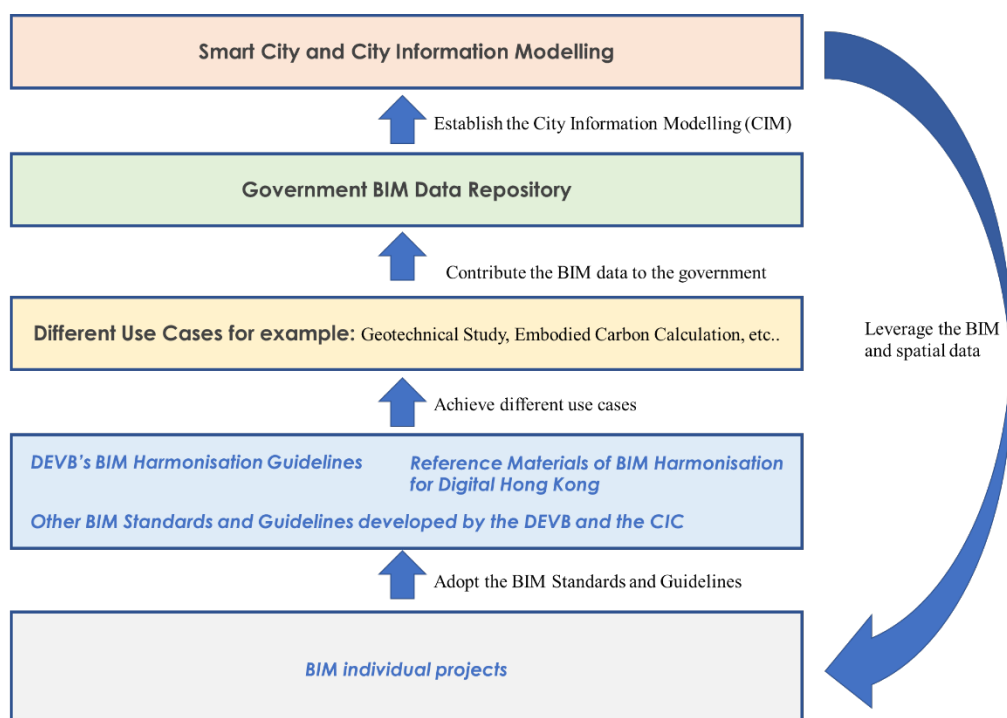 Smart City and City Information Modelling
Establish the City Information Modelling (CIM)
Government BIM Data Repository
Contribute the BIM data to the government
Different Use Cases for example: Geotechnical Study, Embodied Carbon Calculation, etc..
Leverage the BIM
and spatial data
Achieve different use cases
DEVB's BIM Harmonisation Guidelines
Reference Materials of BIM Harmonisation
for Digital Hong Kong
Other BIM Standards and Guidelines developed by the DEVB and the CIC
Adopt the BIM Standards and Guidelines
BIM individual projects